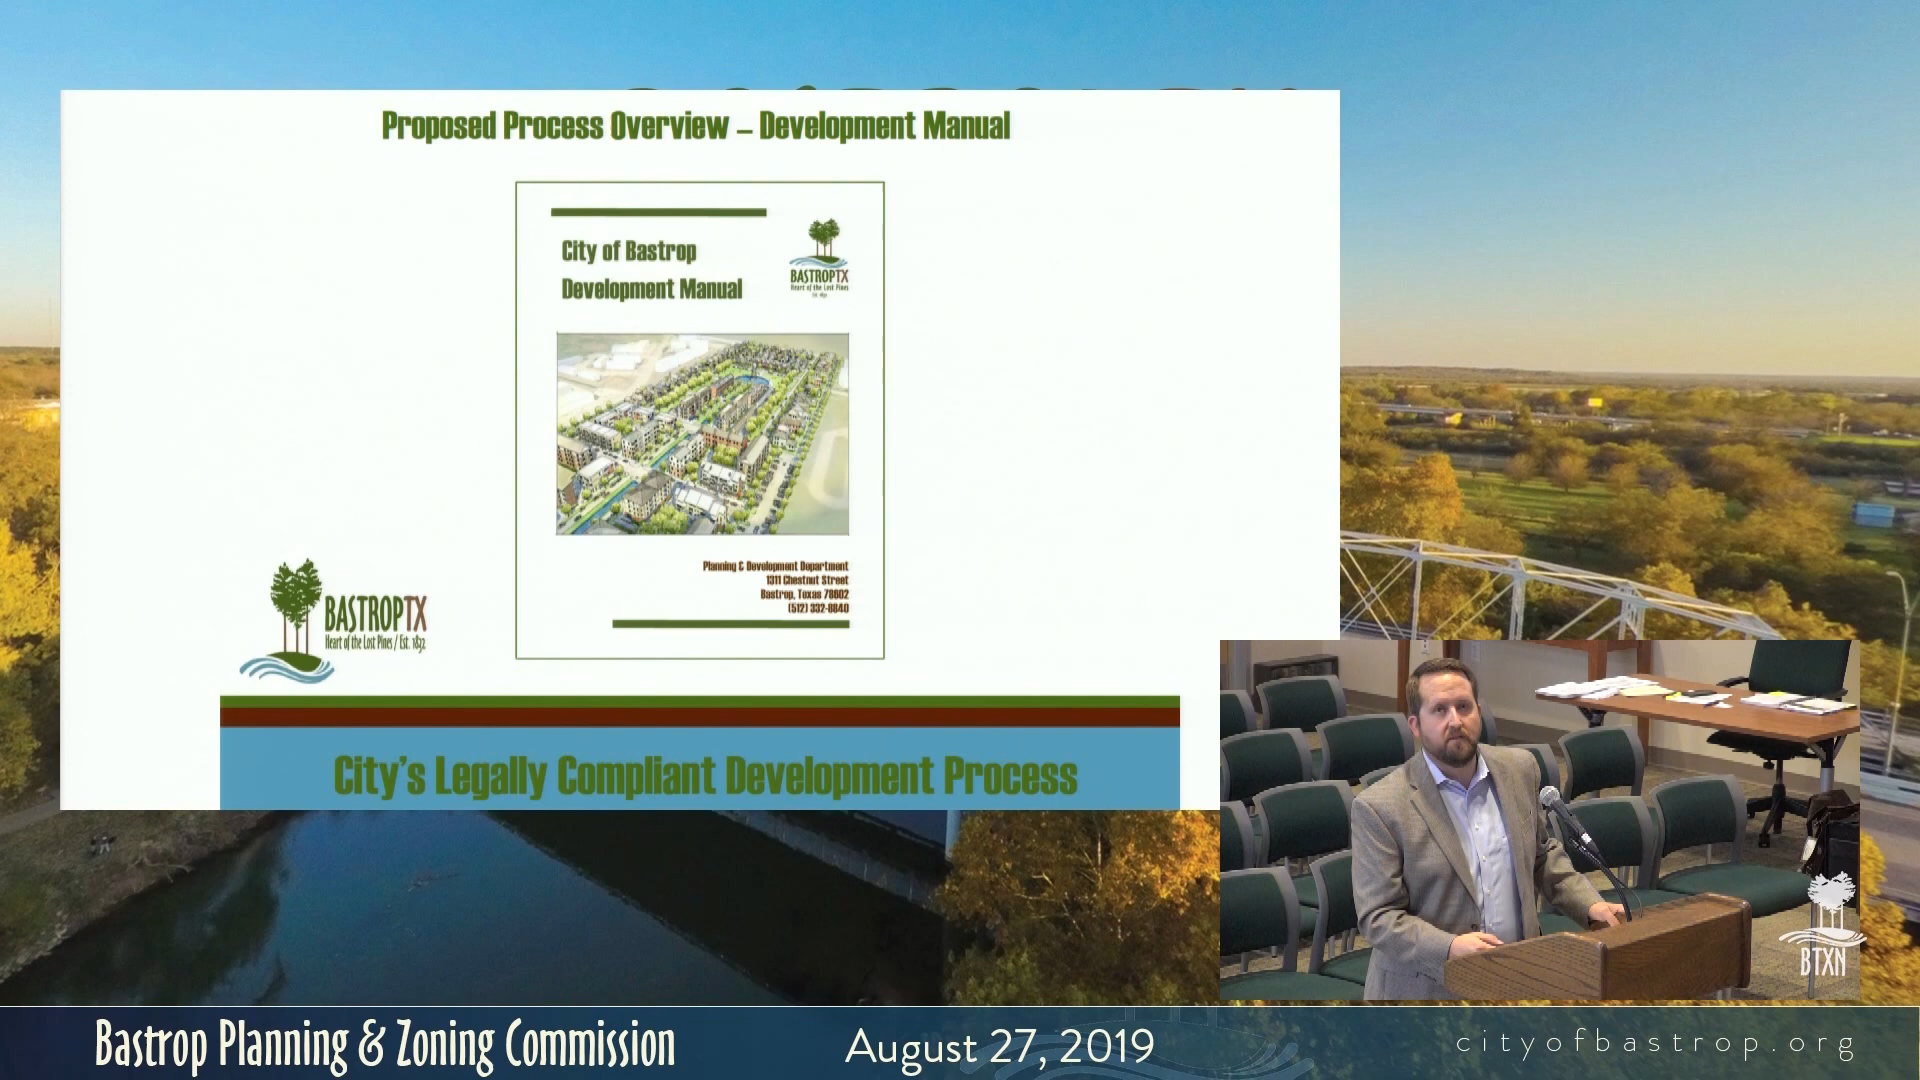 Proposed Process Overview – Development Manual
City of Bastrop
Development Manual
BASTROPTX
Heart of the Lost Pines
Est. 1832
Planning & Development Department
1311 Chestnut Street
Bastrop, Texas 78602
(512) 332-8840
BASTROPTX
Heart of the Lost Pines / Est. 1832
City's Legally Compliant Development Process
BTXN
Bastrop Planning & Zoning Commission
August 27, 2019
cityofbastrop.org